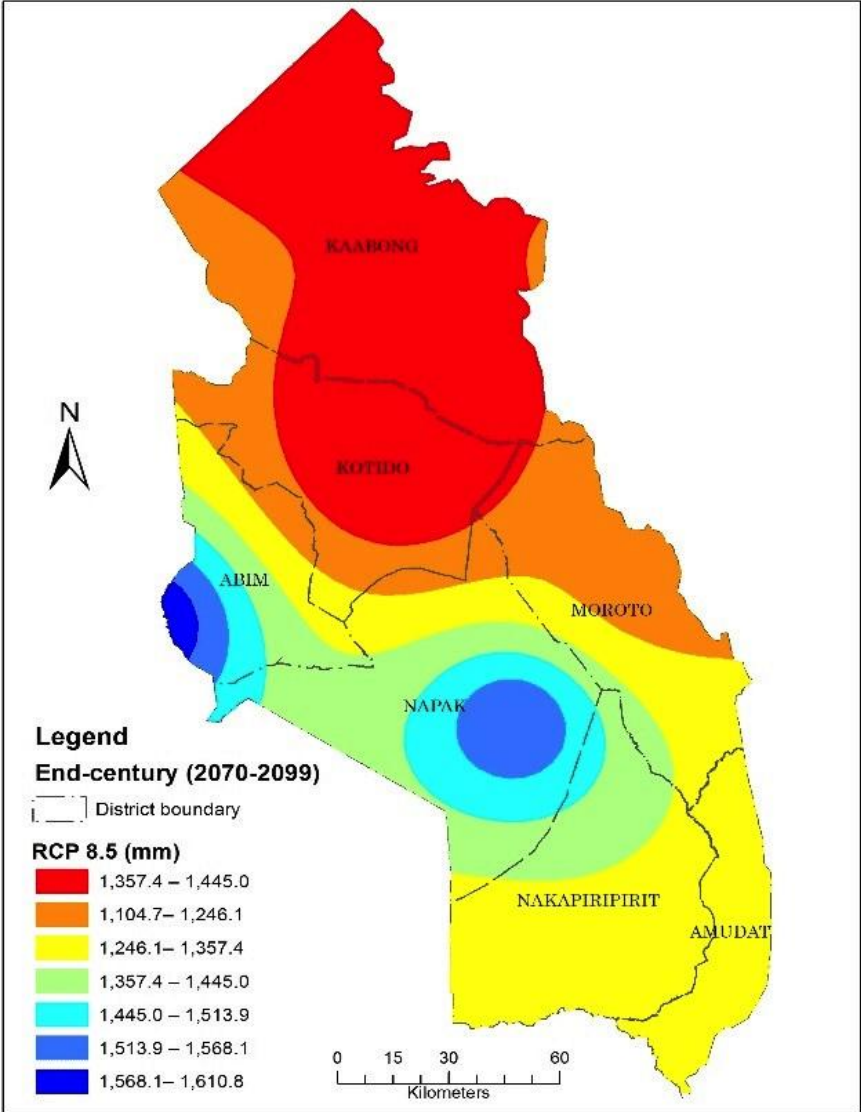 KAABONG
N
KOTIDO
ABIM
MOROTO
NAPAK
NAKAPIRIPIRIT
AMUDAT
Legend
End-century (2070-2099)
District boundary
RCP 8.5 (mm)
1,357.4 – 1,445.0
1,104.7– 1,246.1
1,246.1– 1,357.4
1,357.4 – 1,445.0
1,445.0 – 1,513.9
1,513.9 – 1,568.1
1,568.1– 1,610.8
0 15 30 60
Kilometers